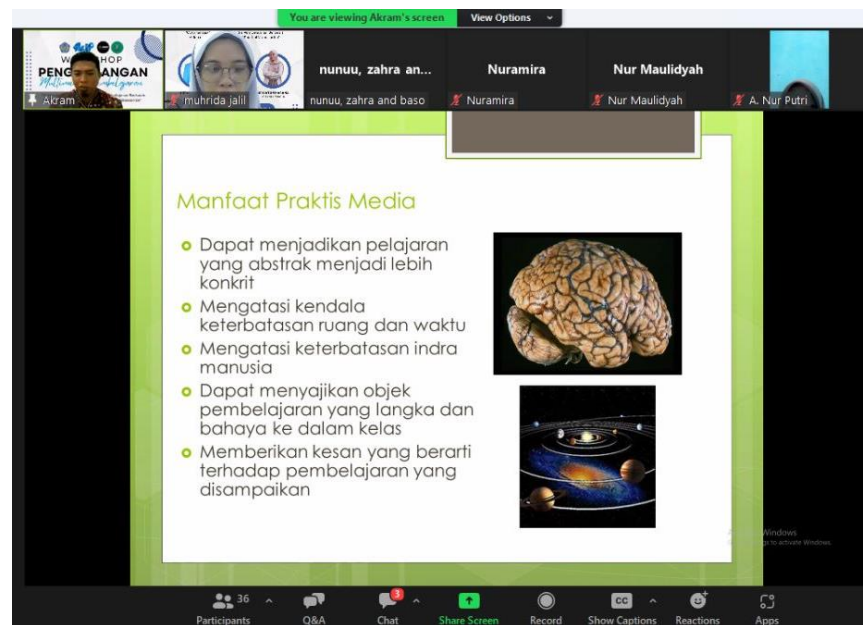 You are viewing Akram's screen
View Options
nunuu, zahra an...
Nuramira
Nur Maulidyah
Akram
muhrida jalil
nunuu, zahra and baso
Nuramira
Nur Maulidyah
A. Nur Putri
Manfaat Praktis Media
Dapat menjadikan pelajaran
yang abstrak menjadi lebih
konkrit
Mengatasi kendala
keterbatasan ruang dan waktu
Mengatasi keterbatasan indra
manusia
Dapat menyajikan objek
pembelajaran yang langka dan
bahaya ke dalam kelas
Memberikan kesan yang berarti
terhadap pembelajaran yang
disampaikan
Windows
to activate Windows.
36
3
CC
Participants
Q&A
Chat
Share Screen
Record
Show Captions
Reactions
Apps